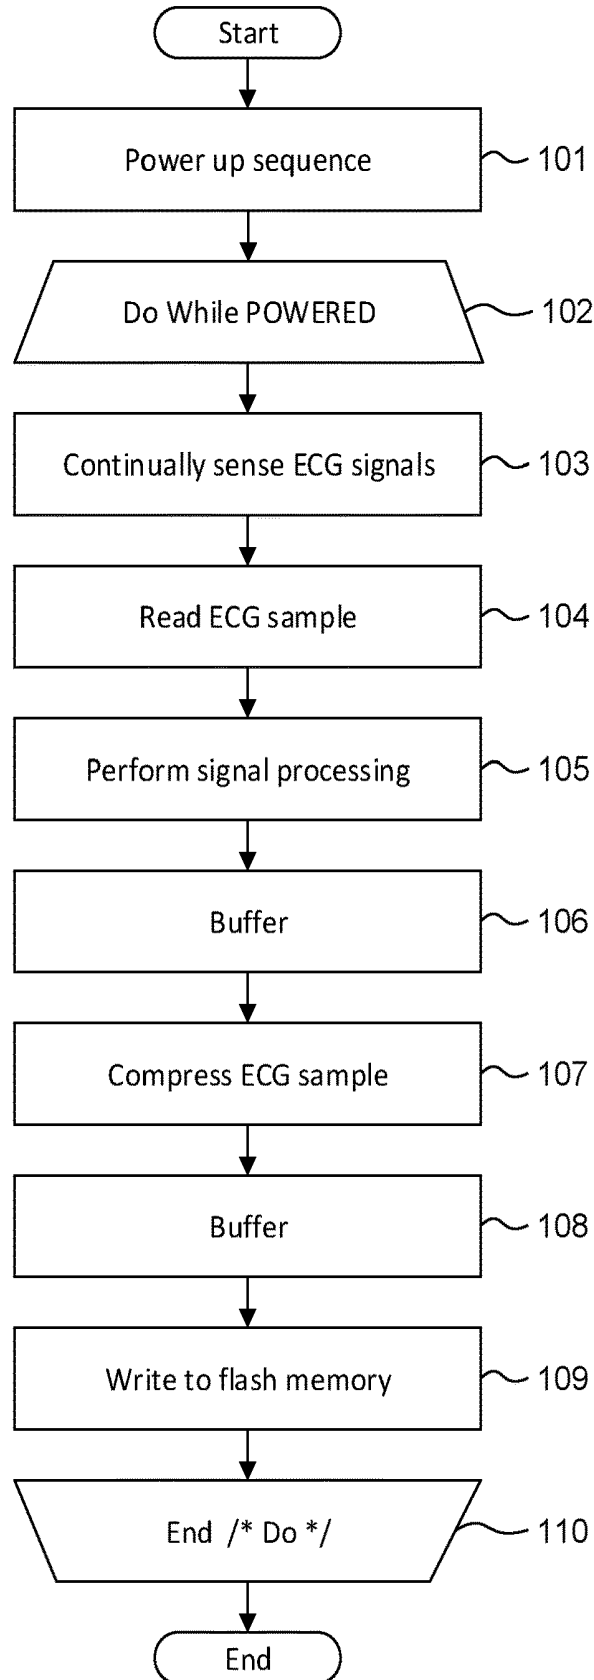 Start
Power up sequence 101
Do While POWERED 102
Continually sense ECG signals 103
Read ECG sample 104
Perform signal processing 105
Buffer 106
Compress ECG sample 107
Buffer 108
Write to flash memory 109
End /* Do */ 110
End